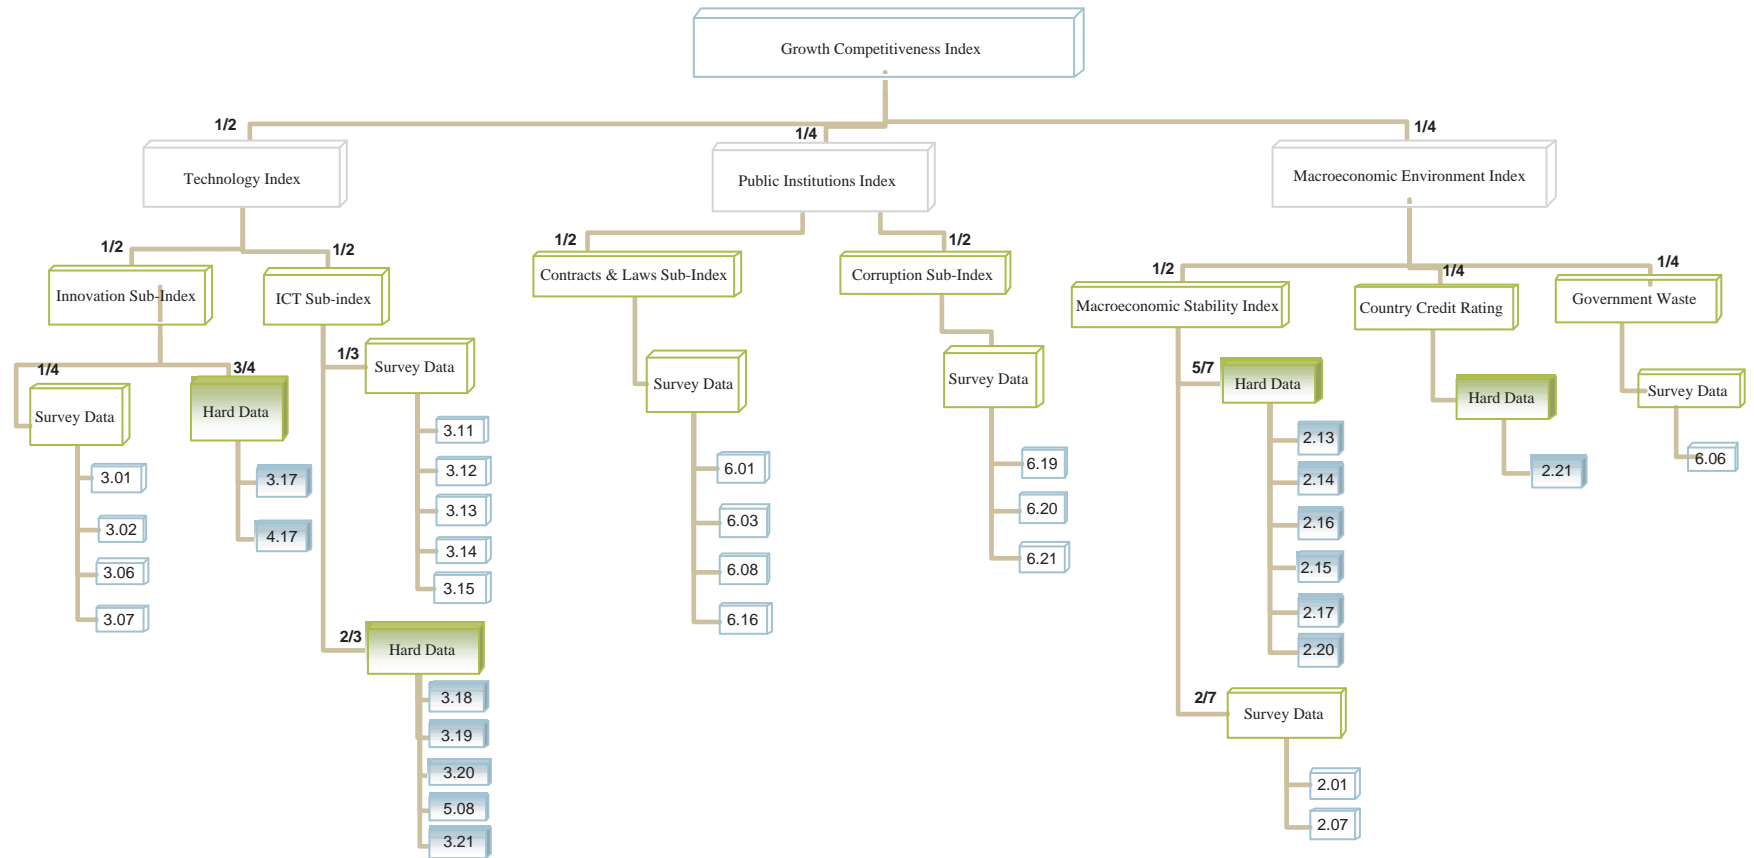 Growth Competitiveness Index
1/2
1/4
1/4
Technology Index
Public Institutions Index
Macroeconomic Environment Index
1/2
1/2
1/2
1/2
1/2
1/4
1/4
Innovation Sub-Index
ICT Sub-index
Contracts & Laws Sub-Index
Corruption Sub-Index
Macroeconomic Stability Index
Country Credit Rating
Government Waste
1/4
3/4
1/3
5/7
Survey Data
Hard Data
Survey Data
Survey Data
Survey Data
Hard Data
Hard Data
Survey Data
3.01
3.02
3.06
3.07
3.17
4.17
3.11
3.12
3.13
3.14
3.15
2/3
Hard Data
3.18
3.19
3.20
5.08
3.21
6.01
6.03
6.08
6.16
6.19
6.20
6.21
2.13
2.14
2.16
2.15
2.17
2.20
2/7
Survey Data
2.01
2.07
2.21
6.06